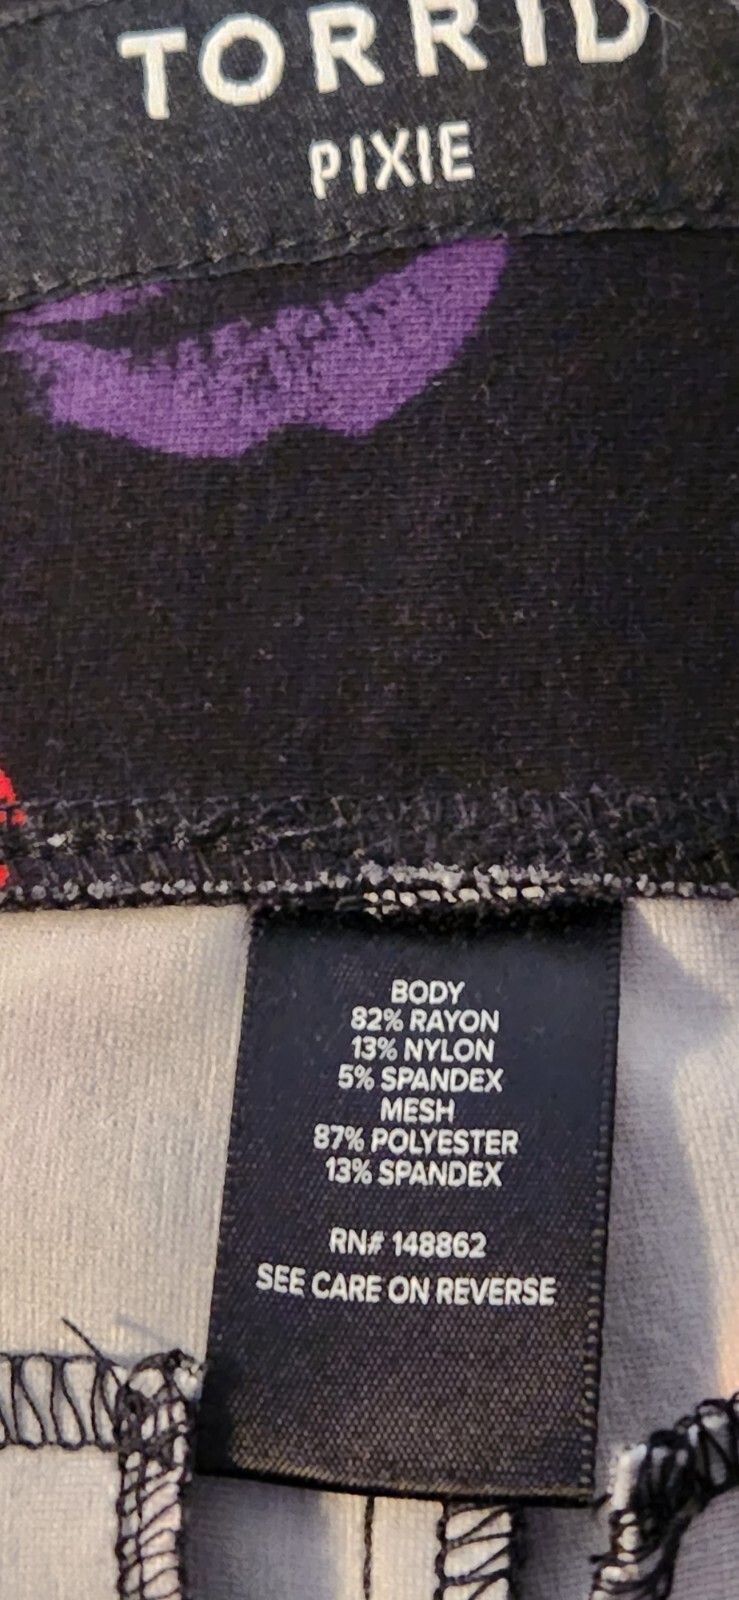 TORRID
PIXIE
BODY
82% RAYON
13% NYLON
5% SPANDEX
MESH
87% POLYESTER
13% SPANDEX
RN# 148862
SEE CARE ON REVERSE